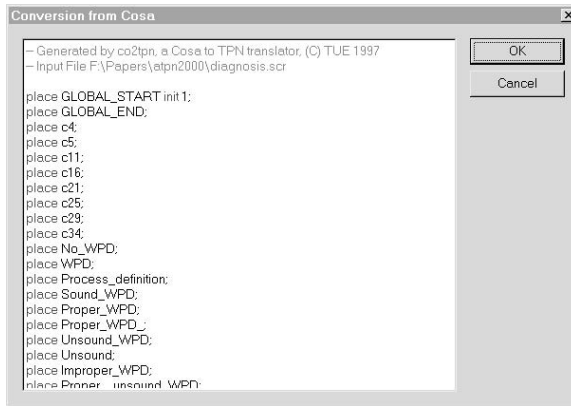 Conversion from Cosa
-- Generated by co2tpn, a Cosa to TPN translator, (C) TUE 1997
-- Input File F:\Papers\atpn2000\diagnosis.scr
place GLOBAL_START init 1;
place GLOBAL_END;
place c4;
place c5;
place c11;
place c16;
place c21;
place c25;
place c29;
place c34;
place No_WPD;
place WPD;
place Process_definition;
place Sound_WPD;
place Proper_WPD;
place Proper_WPD_;
place Unsound_WPD;
place Unsound;
place Improper_WPD;
place Proper__unsound_WPD;
OK
Cancel